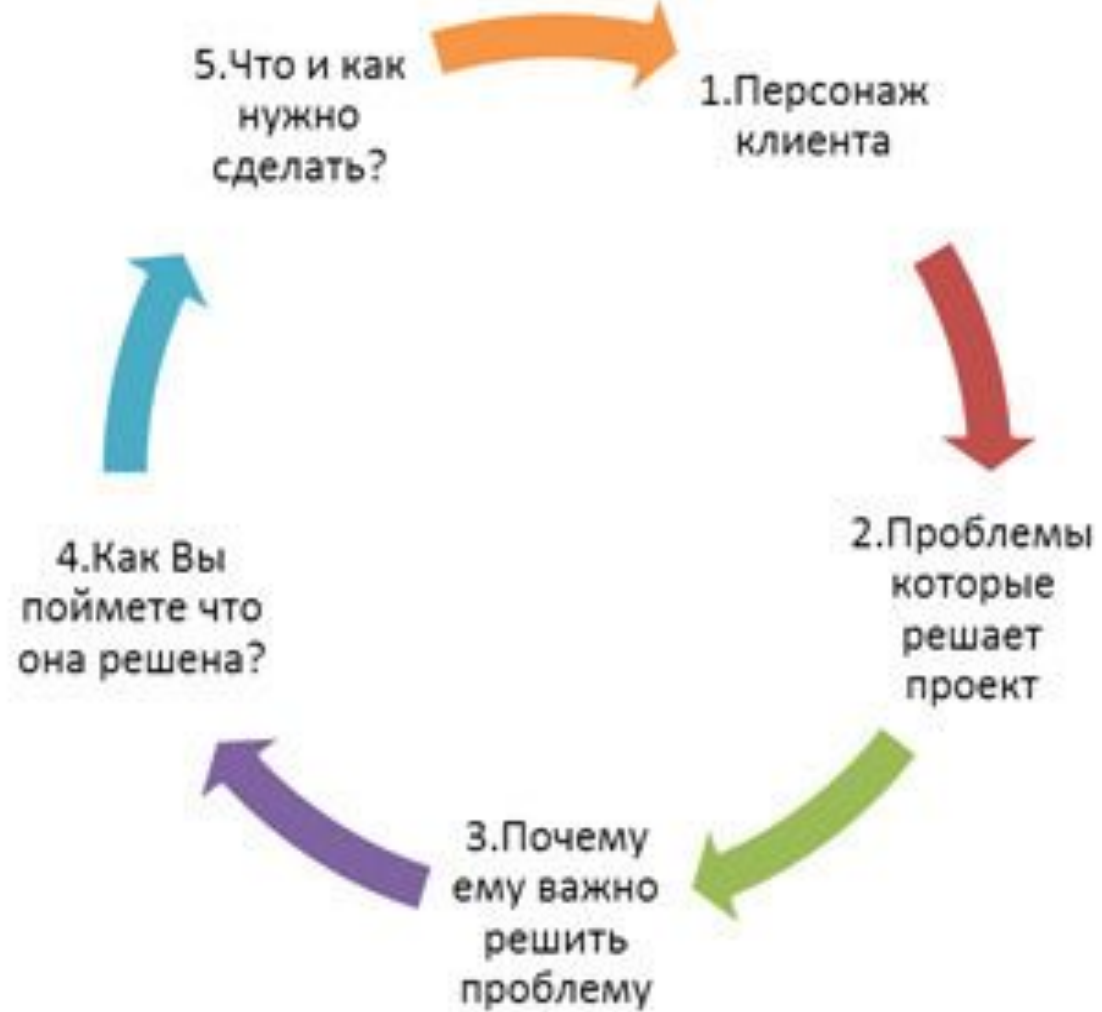 1.Персонаж
клиента
2.Проблемы
которые
решает
проект
3.Почему
ему важно
решить
проблему
4.Как Вы
поймете что
она решена?
5.Что и как
нужно
сделать?